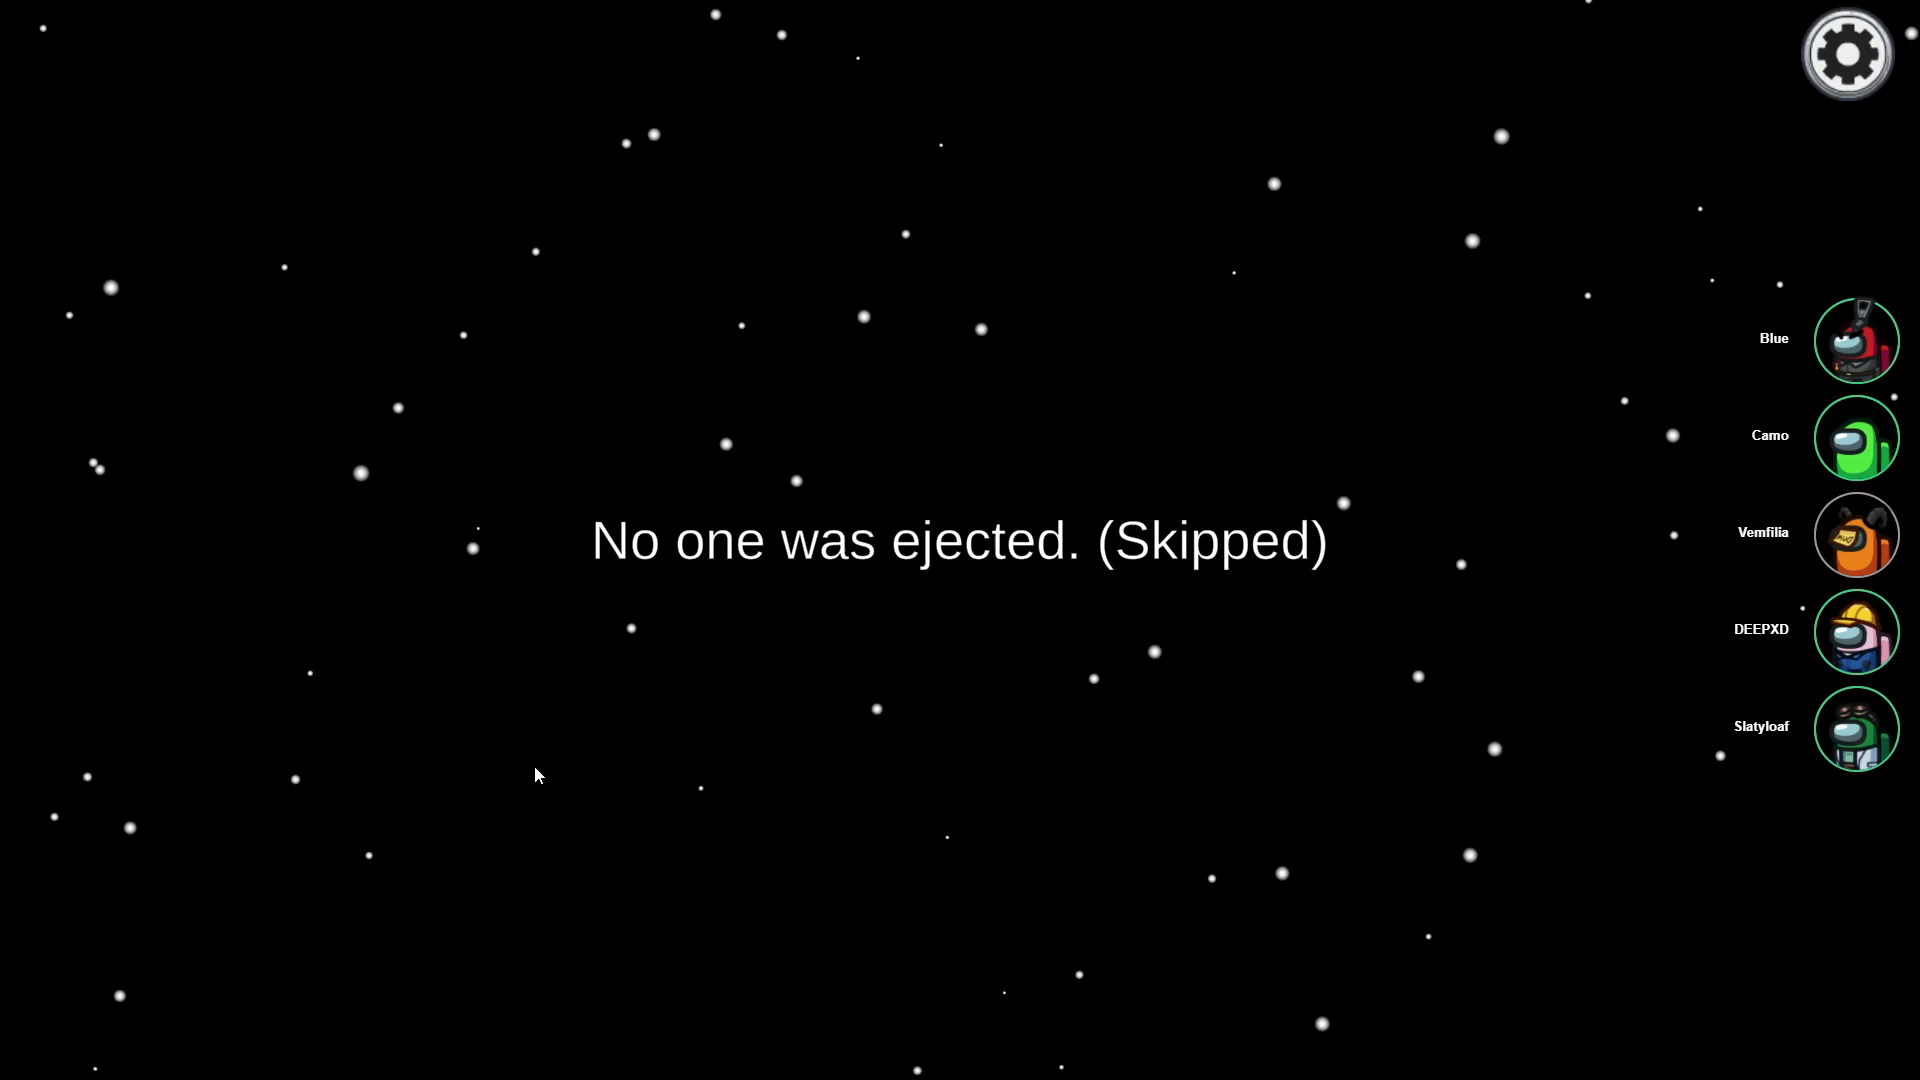 No one was ejected. (Skipped)
Blue
Camo
Vemfilia
DEEPXD
Slatyloaf